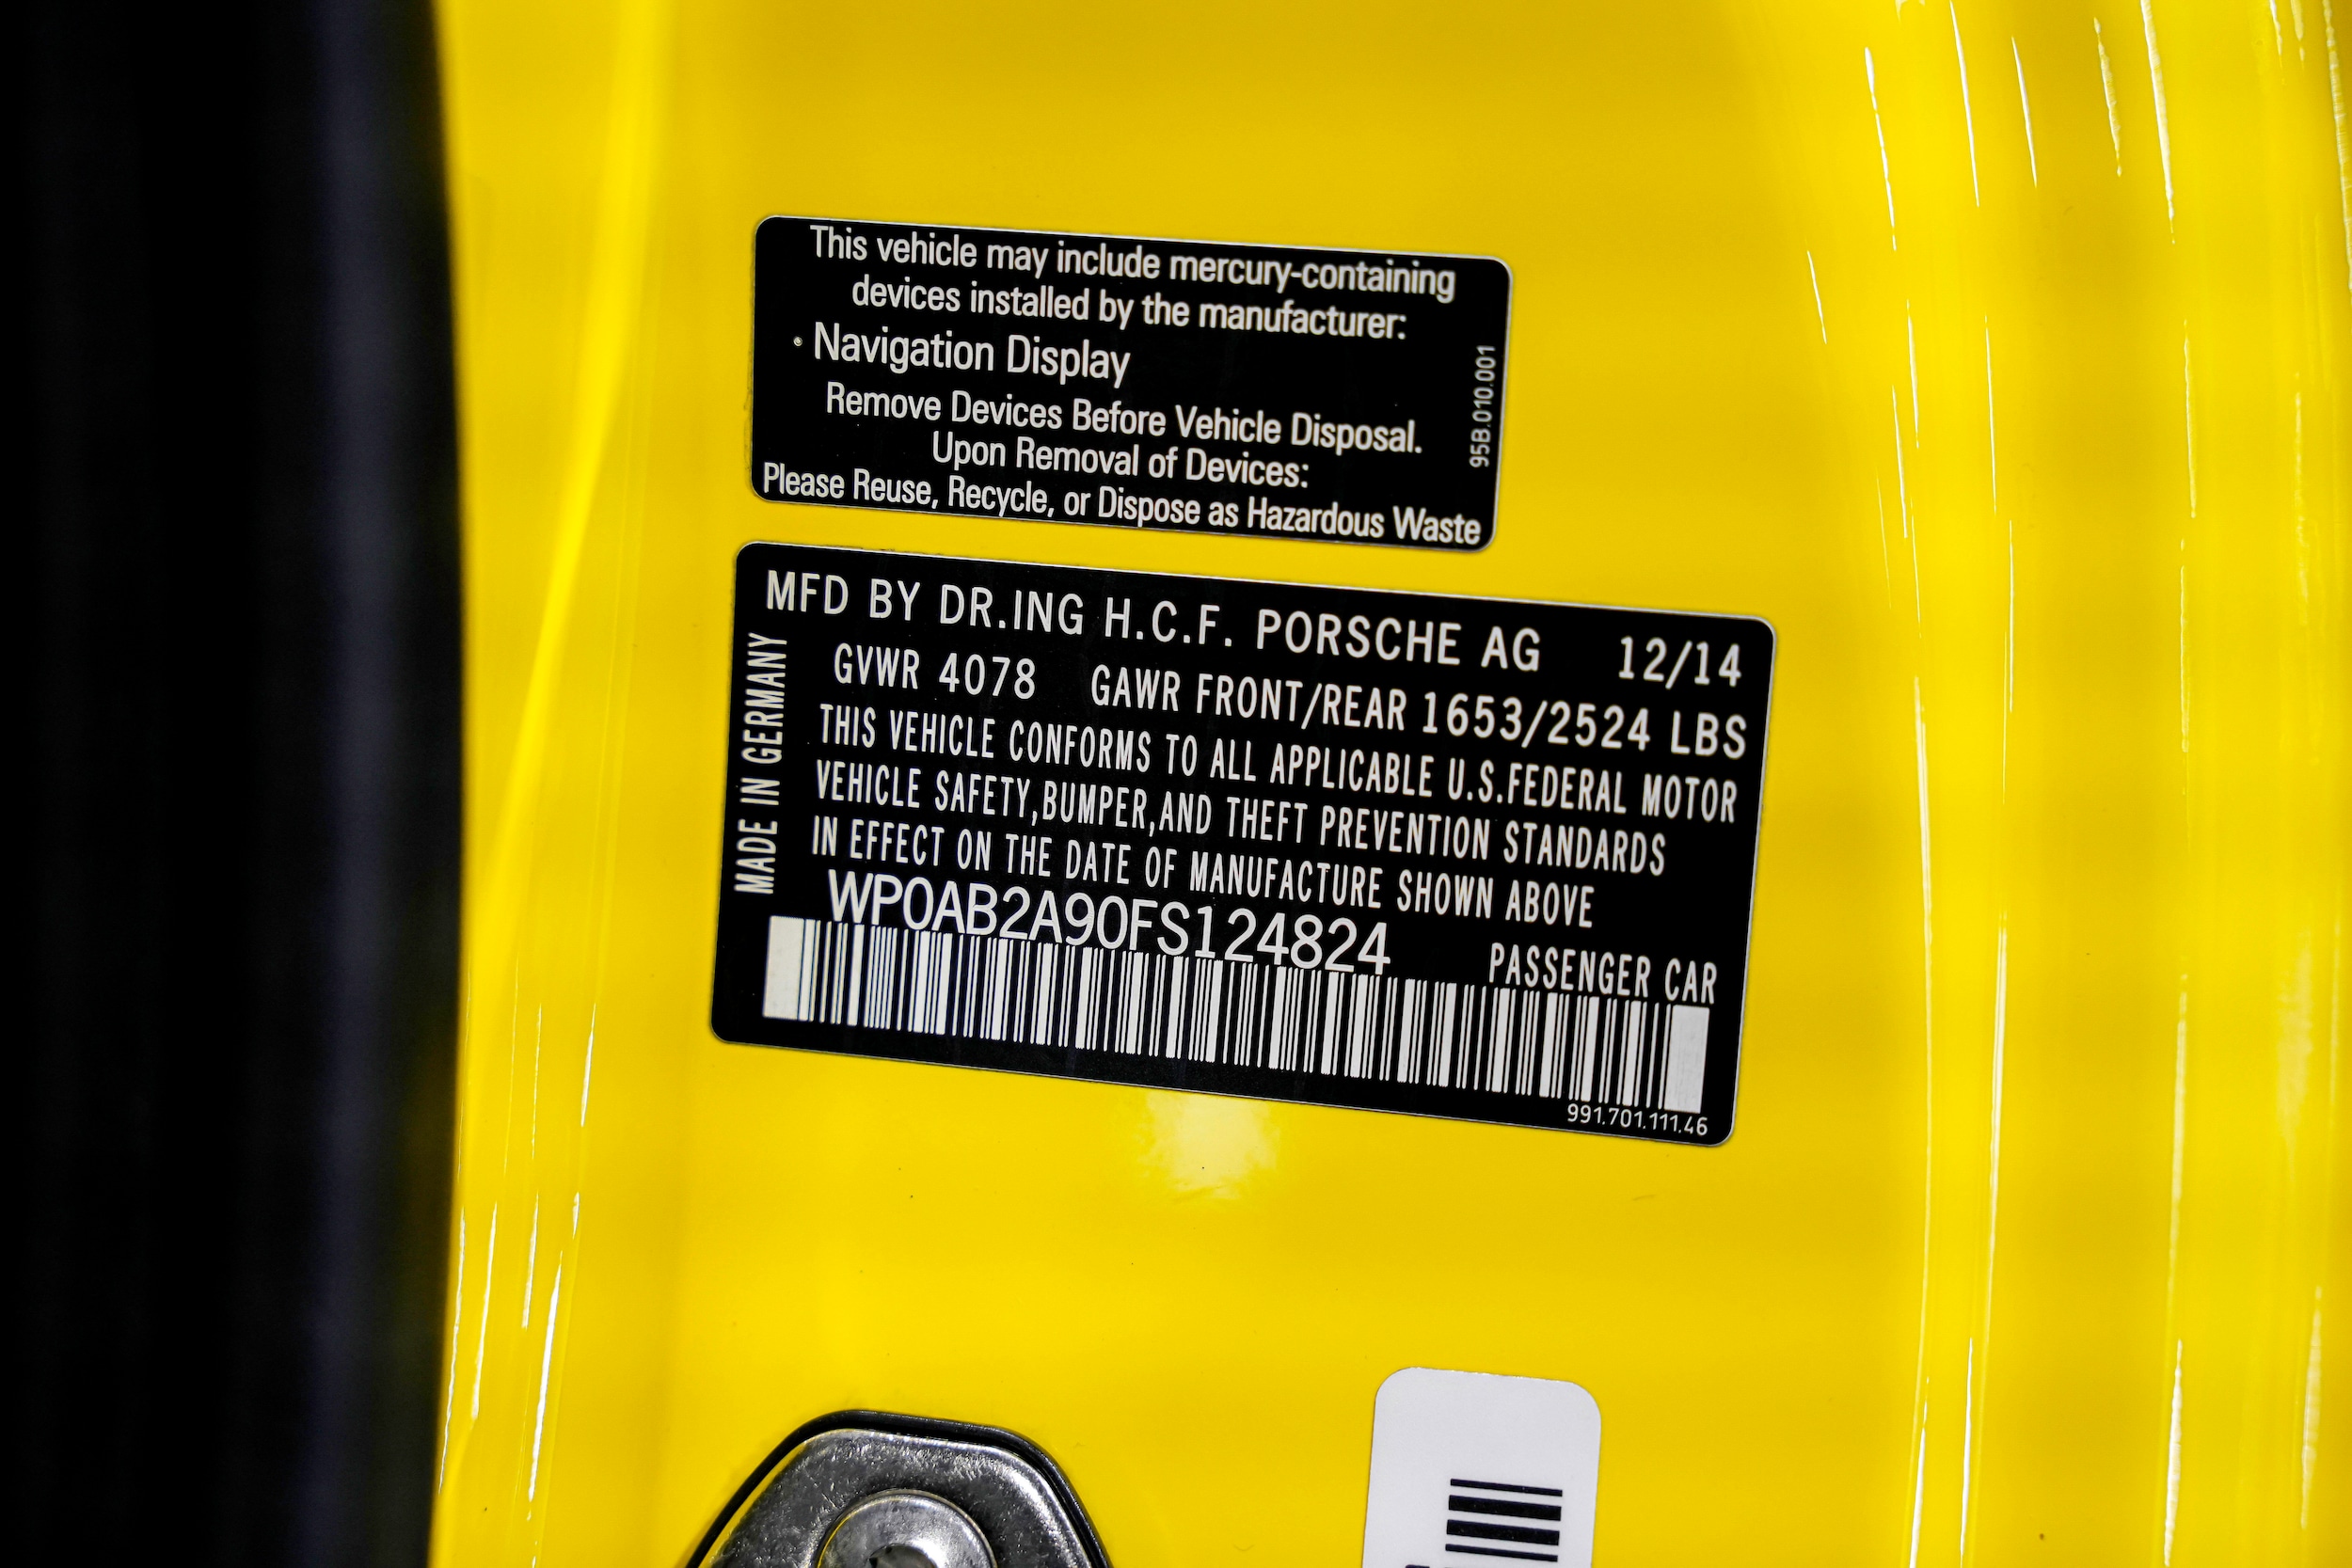 This vehicle may include mercury-containing
devices installed by the manufacturer:
• Navigation Display
Remove Devices Before Vehicle Disposal.
Upon Removal of Devices:
Please Reuse, Recycle, or Dispose as Hazardous Waste
95B.010.001
MFD BY DR.ING H.C.F. PORSCHE AG 12/14
GVWR 4078 GAWR FRONT/REAR 1653/2524 LBS
THIS VEHICLE CONFORMS TO ALL APPLICABLE U.S.FEDERAL MOTOR
VEHICLE SAFETY,BUMPER,AND THEFT PREVENTION STANDARDS
IN EFFECT ON THE DATE OF MANUFACTURE SHOWN ABOVE
WP0AB2A90FS124824 PASSENGER CAR
MADE IN GERMANY
991.701.111.46